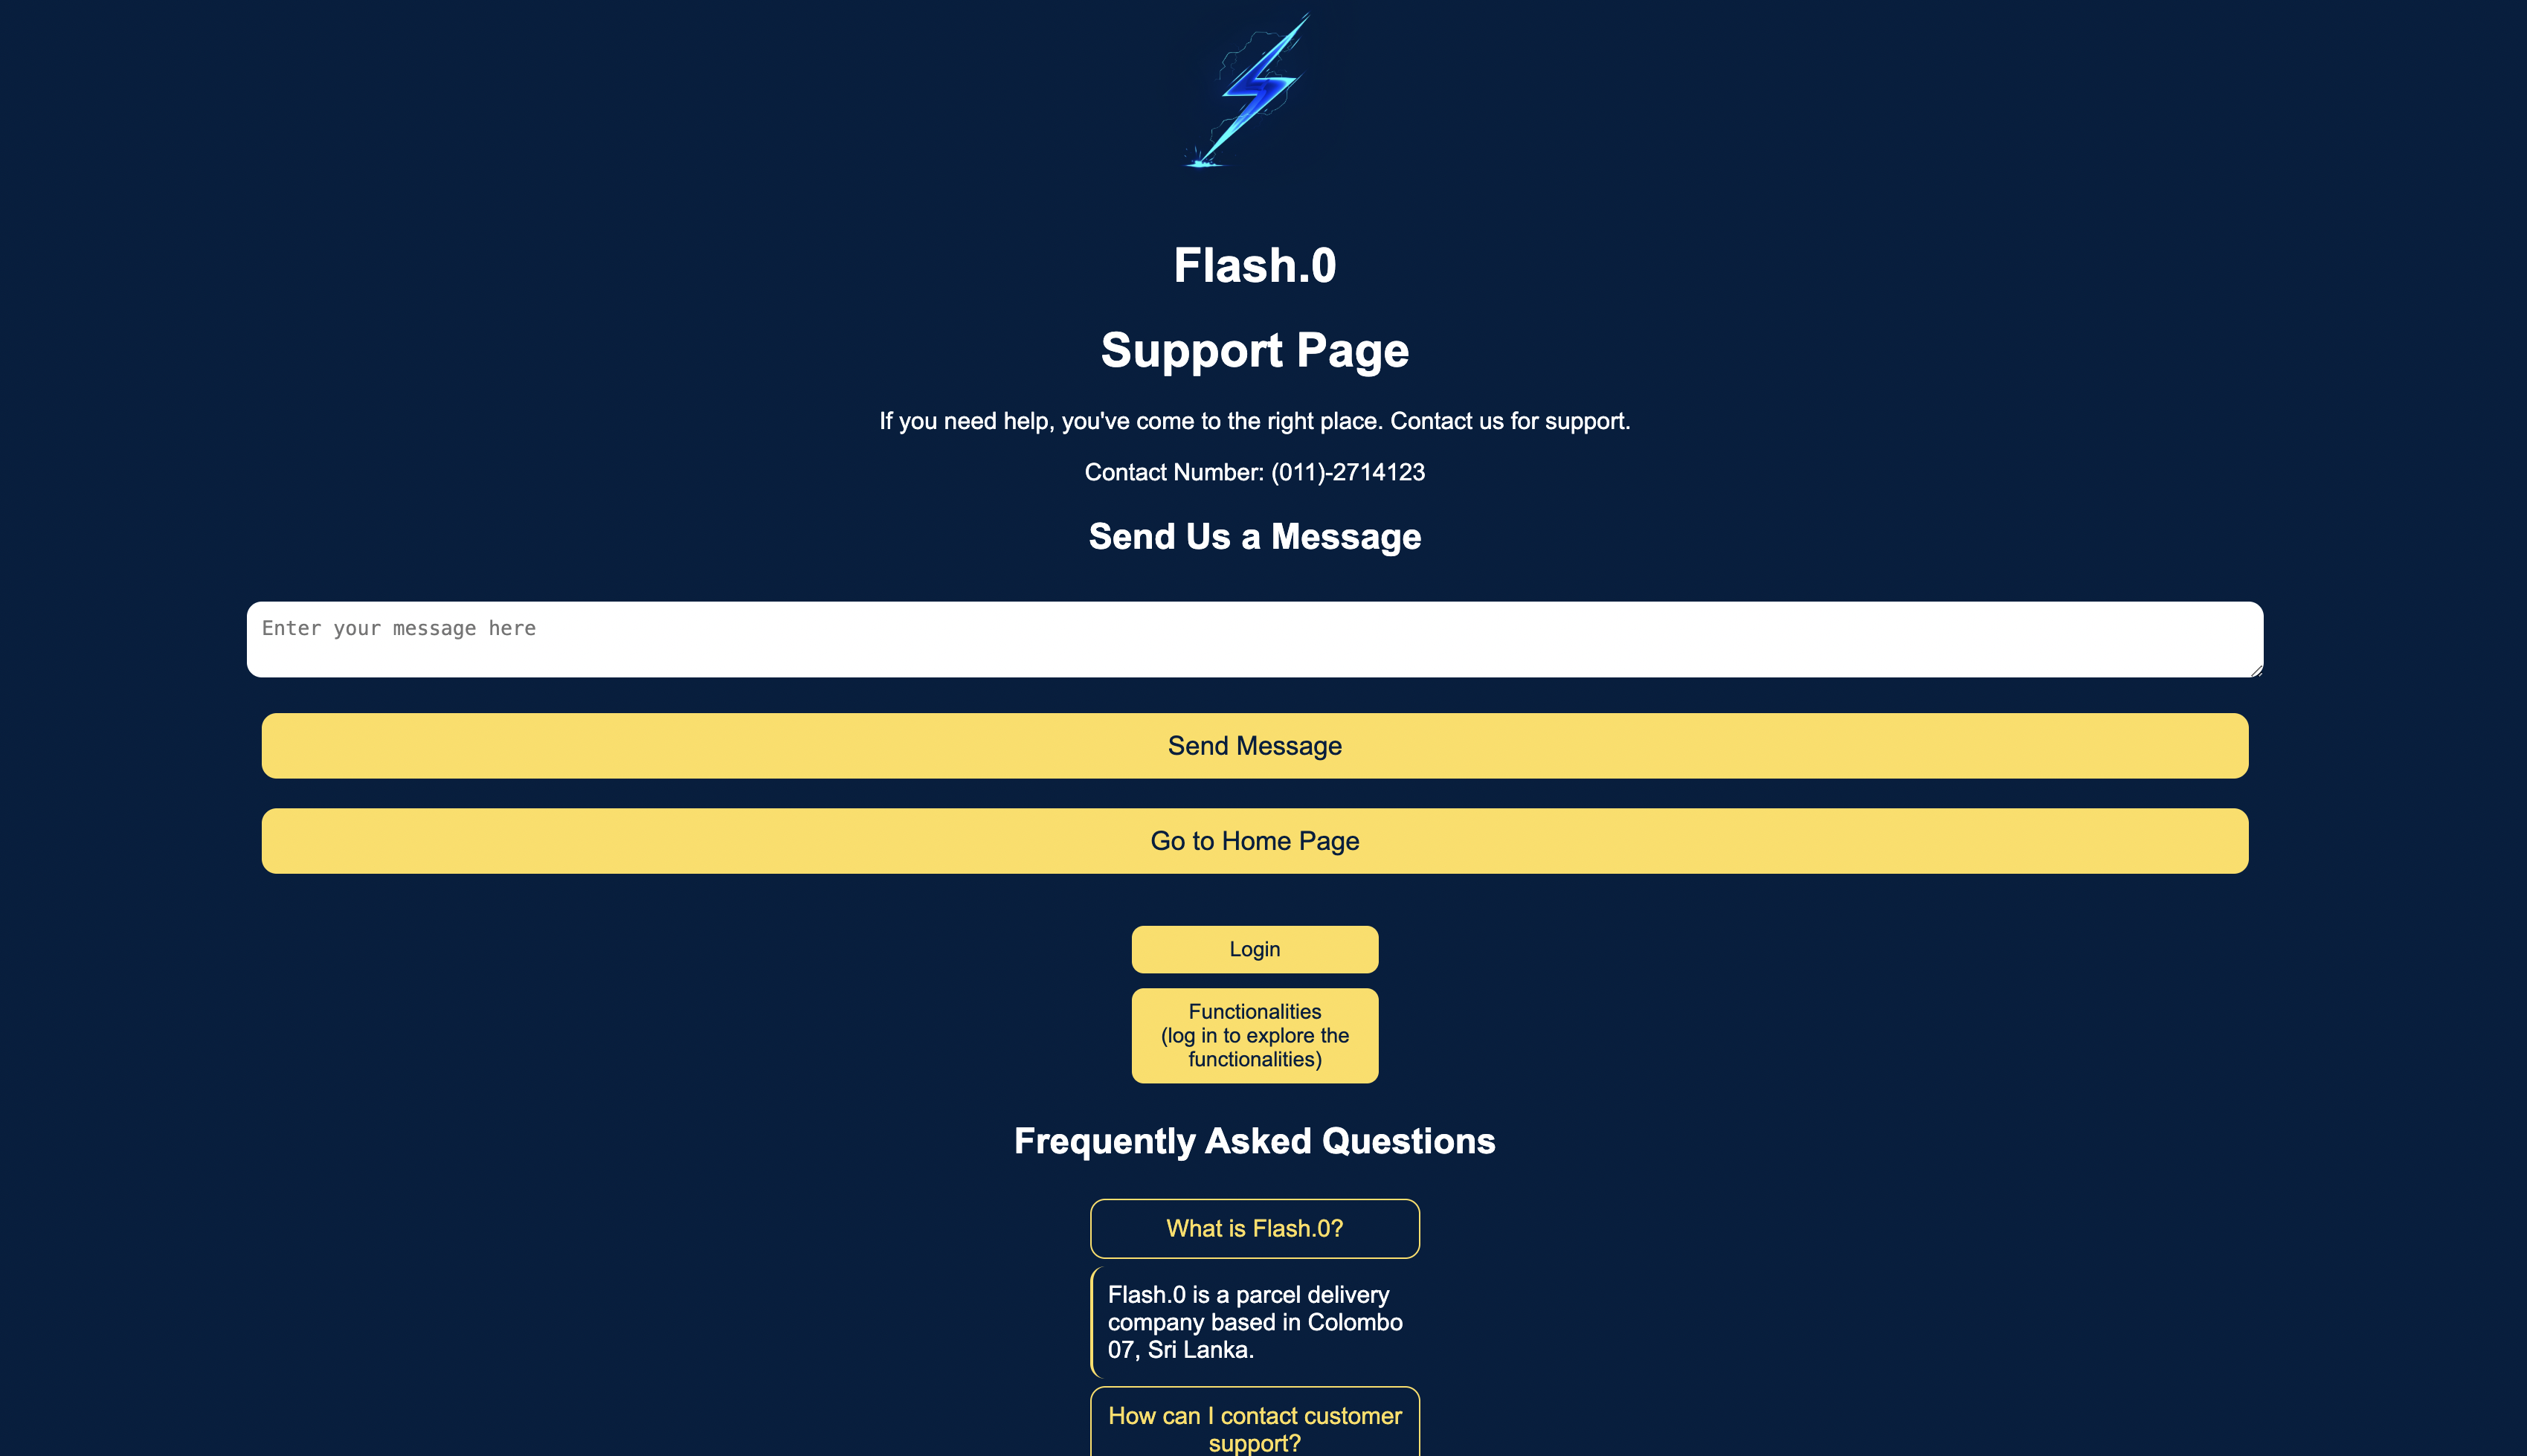 Flash.0
Support Page
If you need help, you've come to the right place. Contact us for support.
Contact Number: (011)-2714123
Send Us a Message
Enter your message here
Send Message
Go to Home Page
Login
Functionalities
(log in to explore the
functionalities)
Frequently Asked Questions
What is Flash.0?
Flash.0 is a parcel delivery
company based in Colombo
07, Sri Lanka.
How can I contact customer
support?